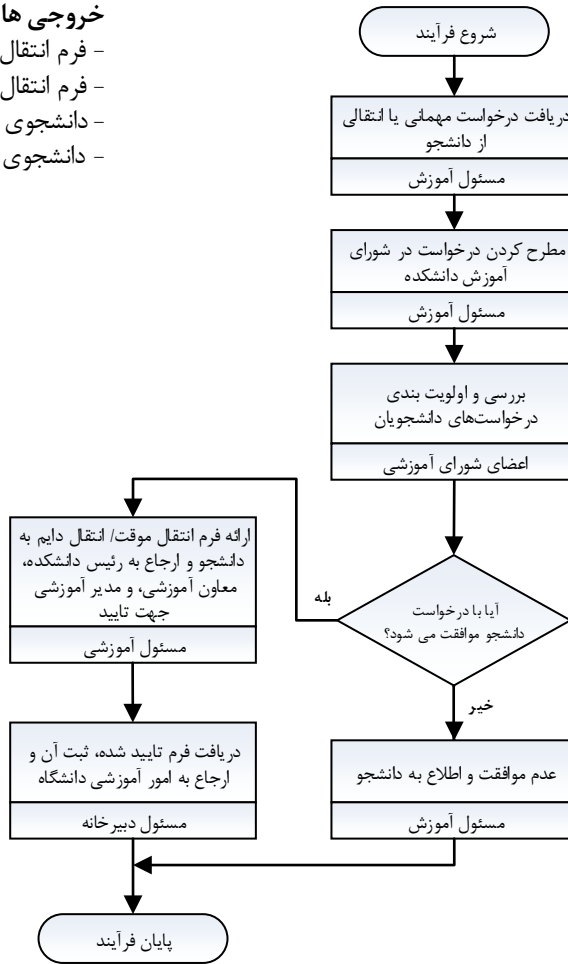 خروجی ها
- فرم انتقال
- فرم انتقال
- دانشجوی
- دانشجوی
شروع فرآیند
دریافت درخواست مهمانی یا انتقالی
از دانشجو
مسئول آموزش
مطرح کردن درخواست در شورای
آموزش دانشکده
مسئول آموزش
بررسی و اولویت بندی
درخواست‌های دانشجویان
اعضای شورای آموزشی
آیا با درخواست
دانشجو موافقت می شود؟
بله
خیر
ارائه فرم انتقال موقت/ انتقال دایم به
دانشجو و ارجاع به رئیس دانشکده،
معاون آموزشی، و مدیر آموزشی
جهت تایید
مسئول آموزشی
دریافت فرم تایید شده، ثبت آن و
ارجاع به امور آموزشی دانشگاه
مسئول دبیرخانه
عدم موافقت و اطلاع به دانشجو
مسئول آموزش
پایان فرآیند